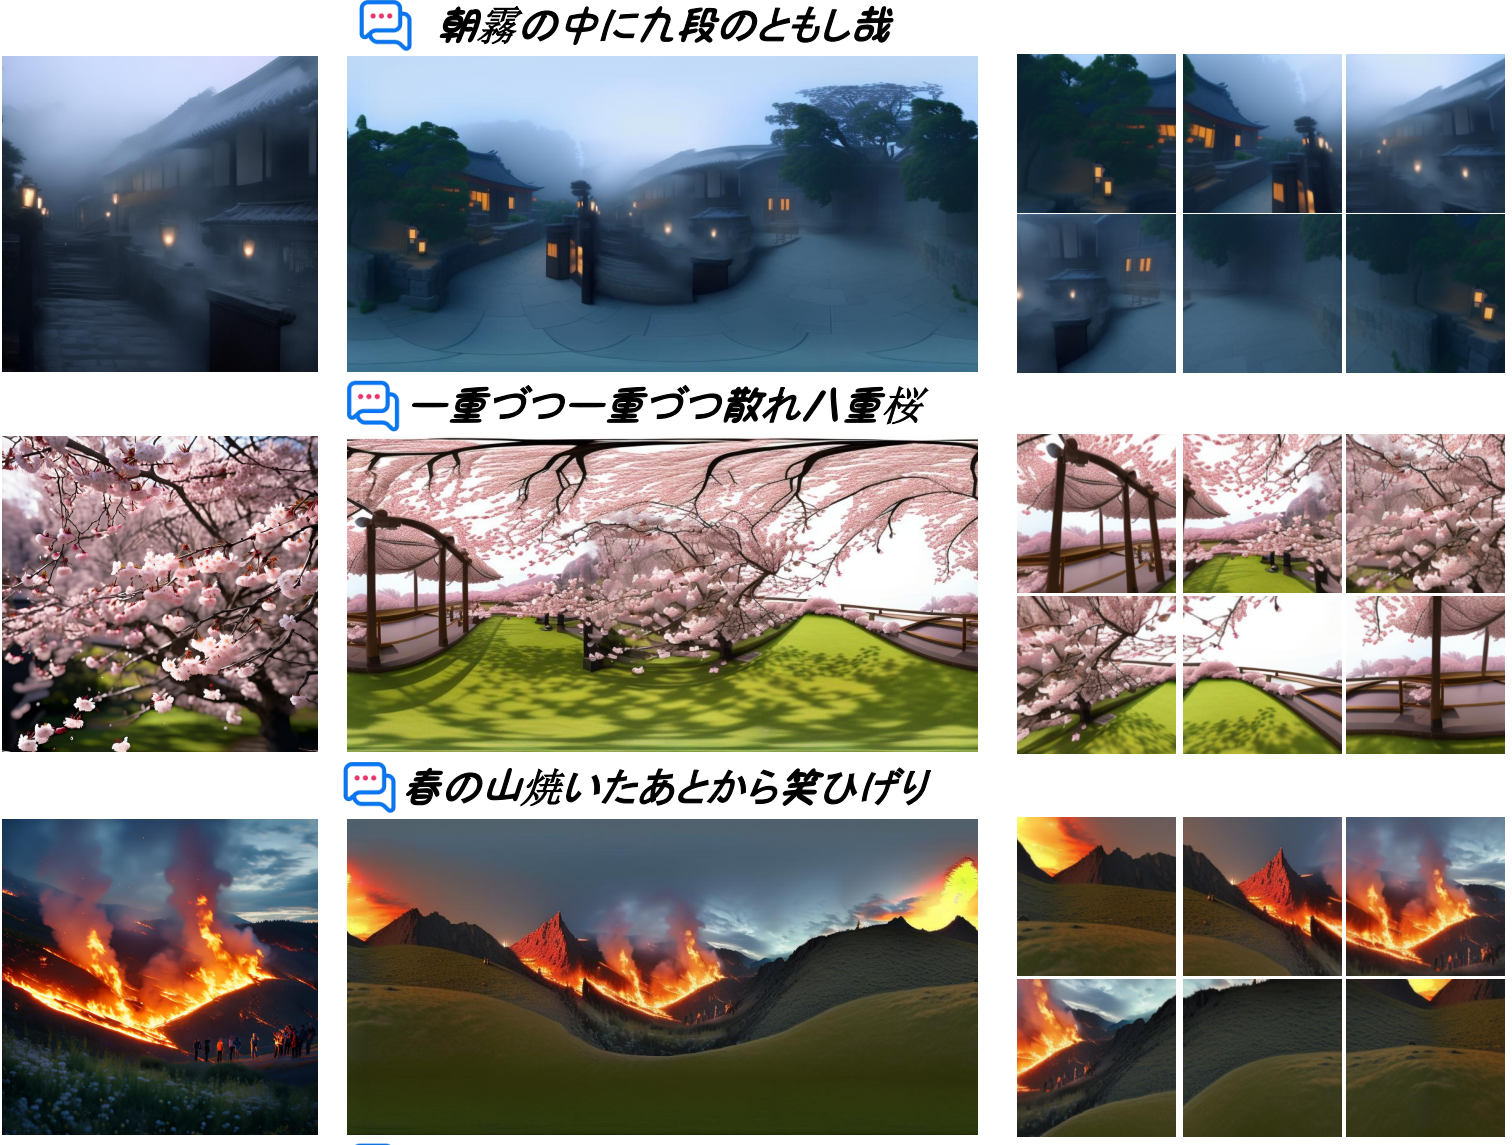 朝霧の中に九段のともし哉
一重づつ一重づつ散れ八重桜
春の山焼いたあとから笑ひげり